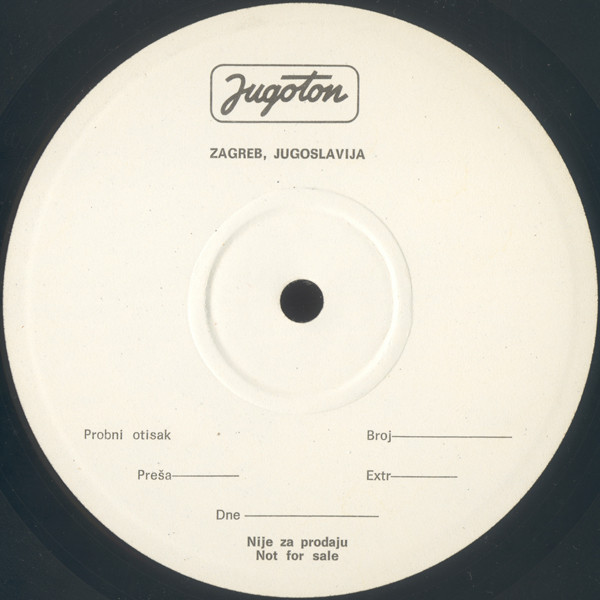 Jugoton
ZAGREB, JUGOSLAVIJA
Probni otisak Broj
Preša Extr
Dne
Nije za prodaju
Not for sale